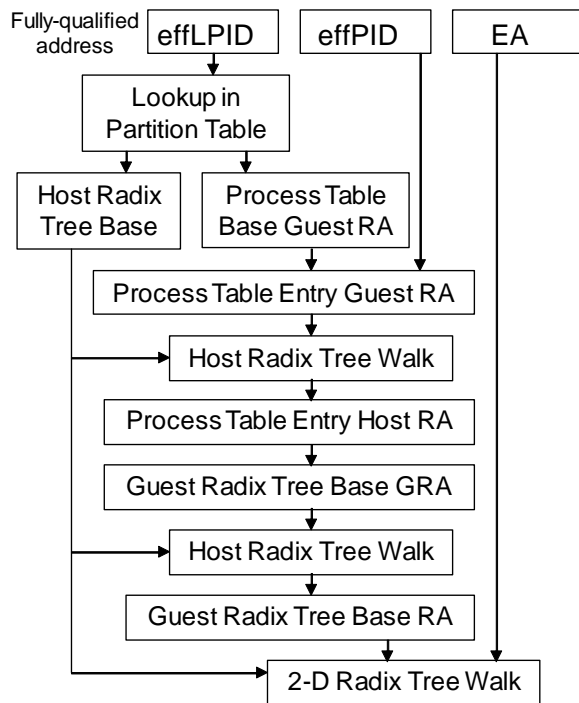 Fully-qualified
address
effLPID
effPID
EA
Lookup in
Partition Table
Host Radix
Tree Base
Process Table
Base Guest RA
Process Table Entry Guest RA
Host Radix Tree Walk
Process Table Entry Host RA
Guest Radix Tree Base GRA
Host Radix Tree Walk
Guest Radix Tree Base RA
2-D Radix Tree Walk